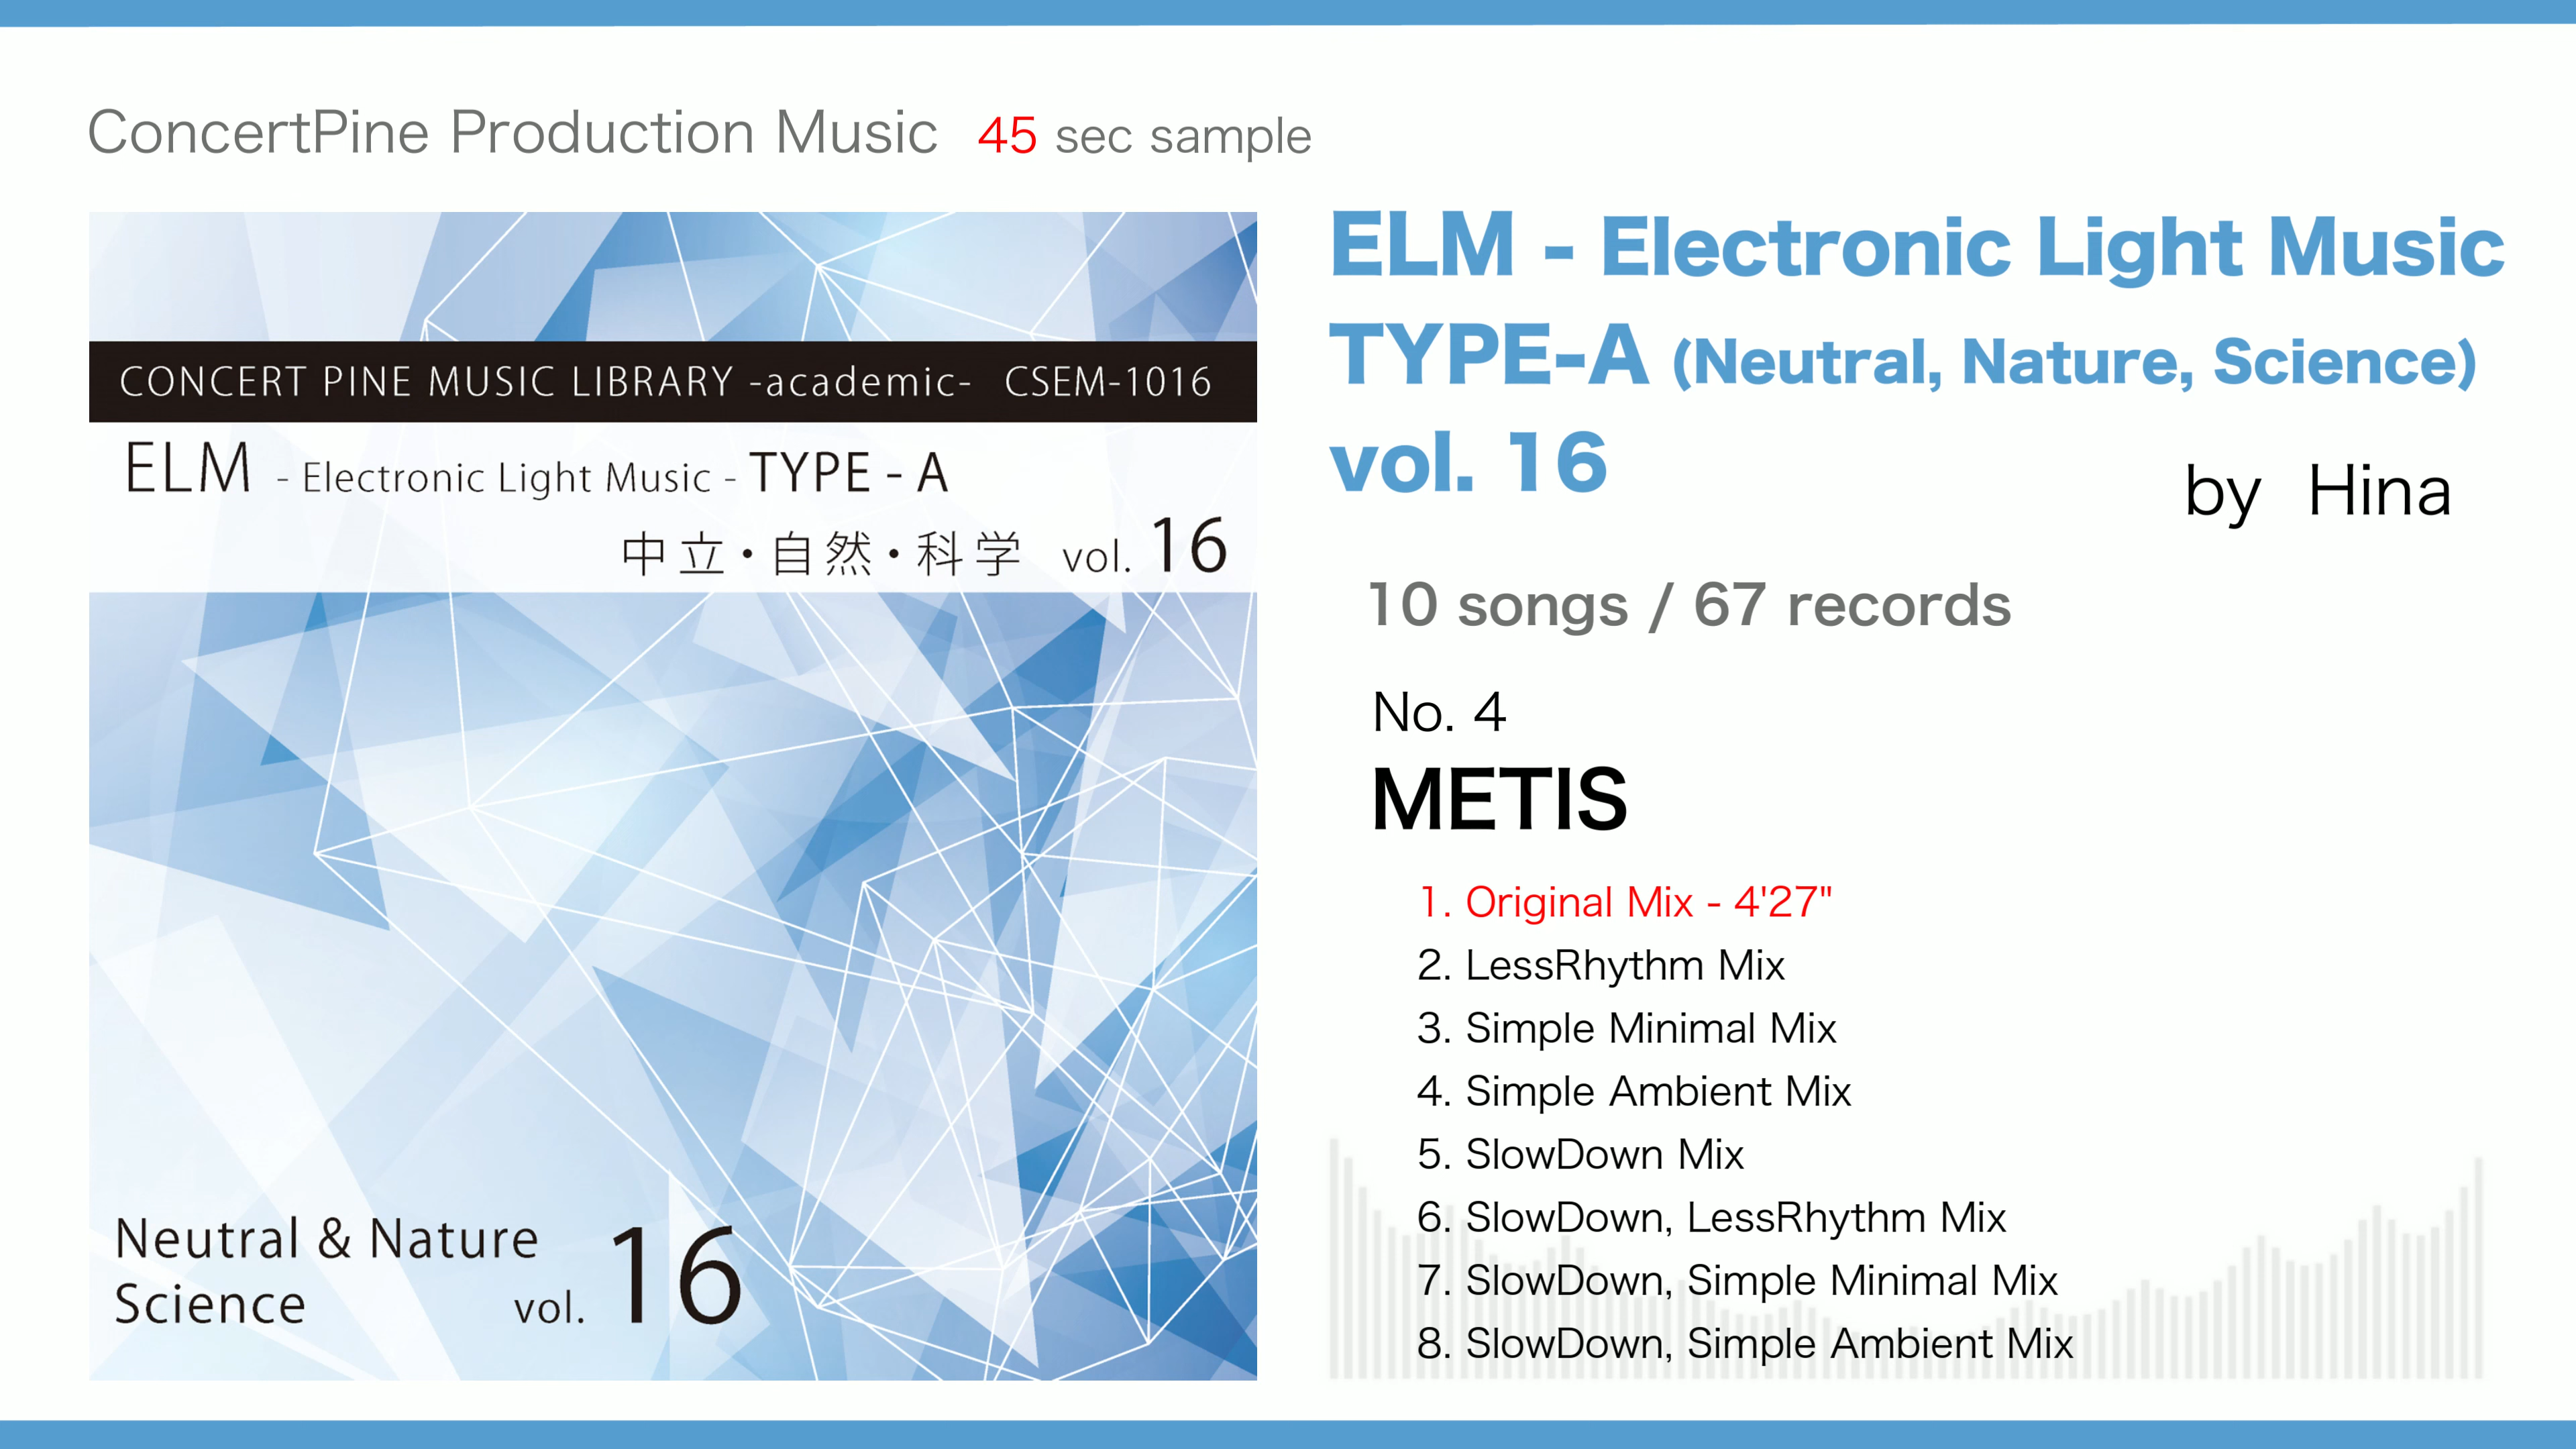 ConcertPine Production Music 45 sec sample
CONCERT PINE MUSIC LIBRARY -academic- CSEM-1016
ELM - Electronic Light Music - TYPE - A
中立・自然・科学 vol. 16
Neutral & Nature
Science vol. 16
ELM - Electronic Light Music
TYPE-A (Neutral, Nature, Science)
vol. 16
by Hina
10 songs / 67 records
No. 4
METIS
1. Original Mix - 4'27"
2. LessRhythm Mix
3. Simple Minimal Mix
4. Simple Ambient Mix
5. SlowDown Mix
6. SlowDown, LessRhythm Mix
7. SlowDown, Simple Minimal Mix
8. SlowDown, Simple Ambient Mix